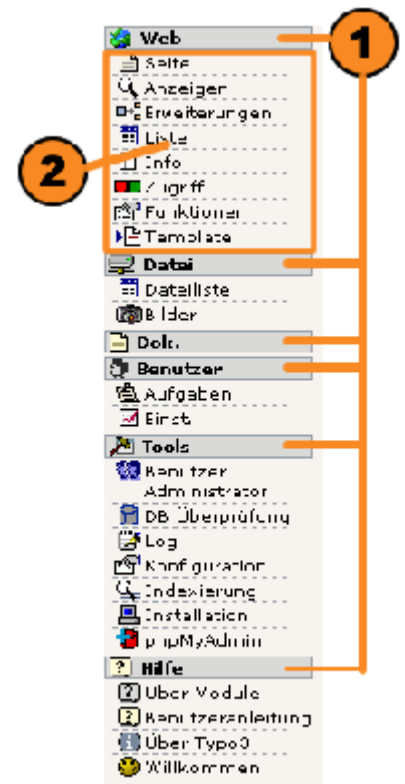 1
Web
Seite
Anzeigen
Erweiterungen
Liste
2
Info
Zugriff
Funktionen
Template
Datei
Dateiliste
Bilder
Dok.
Benutzer
Aufgaben
Einst.
Tools
Benutzer
Administrator
DB Überprüfung
Log
Konfiguration
Indexierung
Installation
phpMyAdmin
Hilfe
Über Module
Benutzeranleitung
Über Typo3
Willkommen